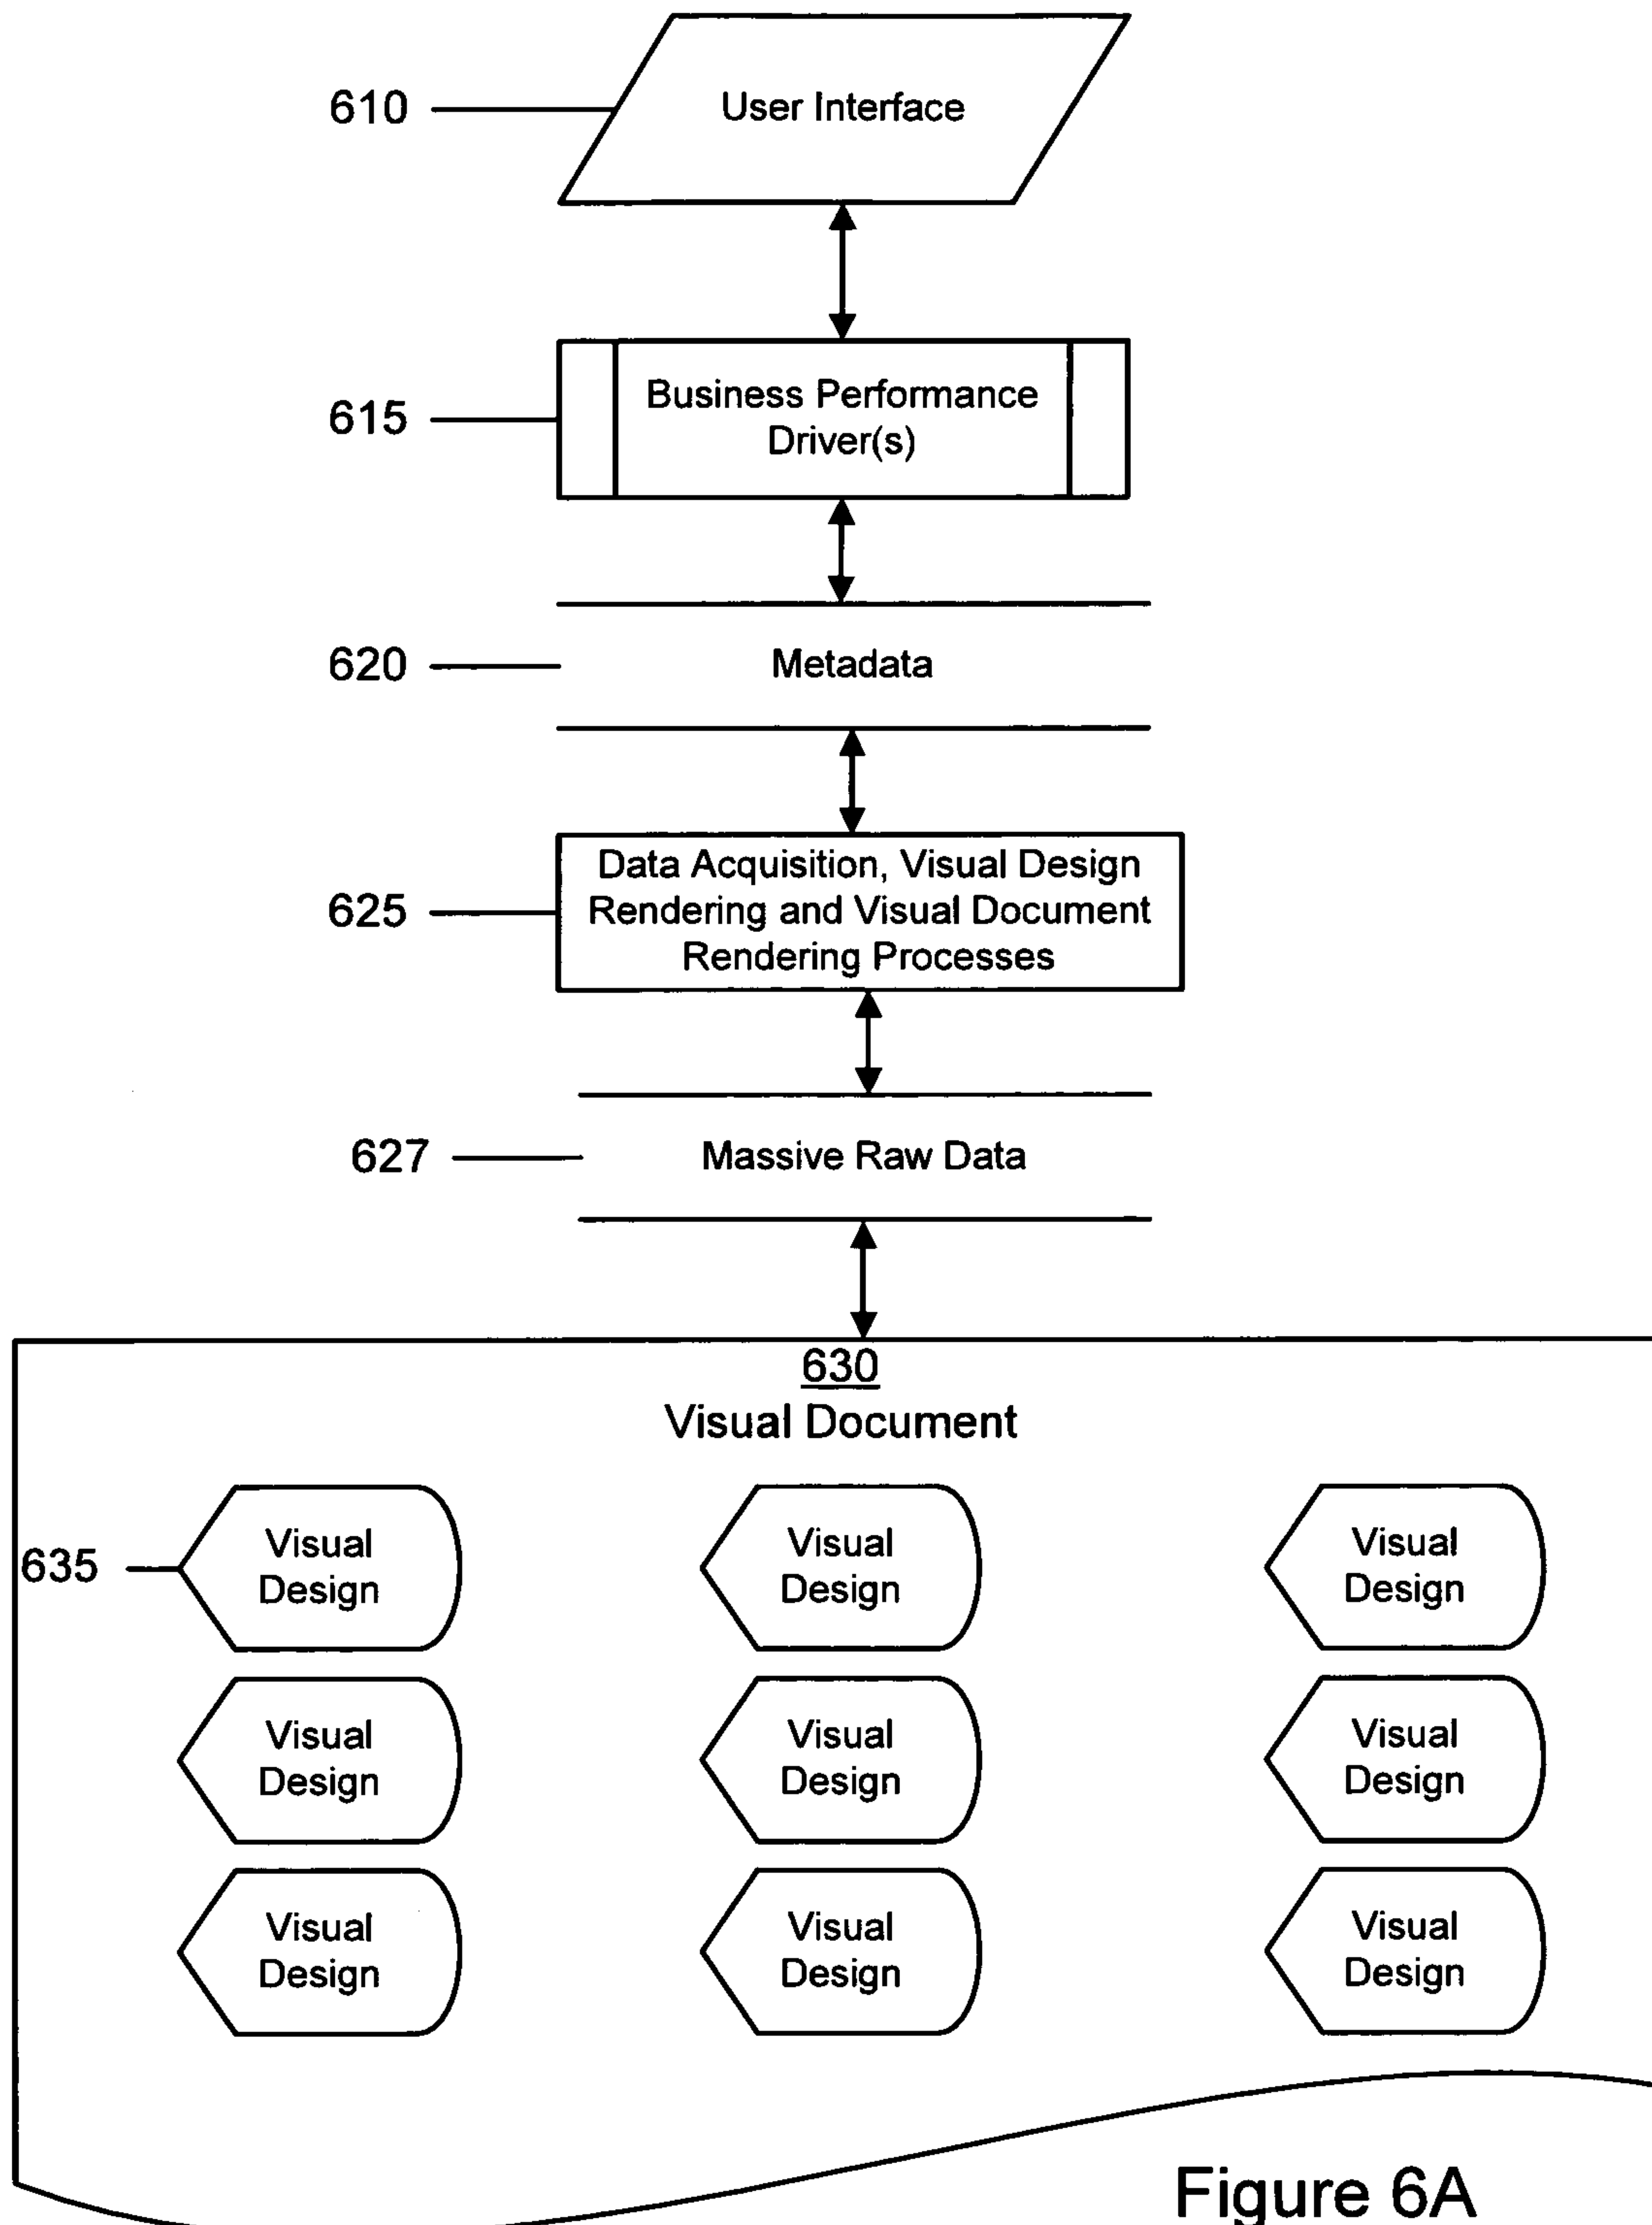 610
User Interface
615
Business Performance
Driver(s)
620
Metadata
625
Data Acquisition, Visual Design
Rendering and Visual Document
Rendering Processes
627
Massive Raw Data
630
Visual Document
635
Visual
Design
Visual
Design
Visual
Design
Visual
Design
Visual
Design
Visual
Design
Visual
Design
Visual
Design
Visual
Design
Figure 6A